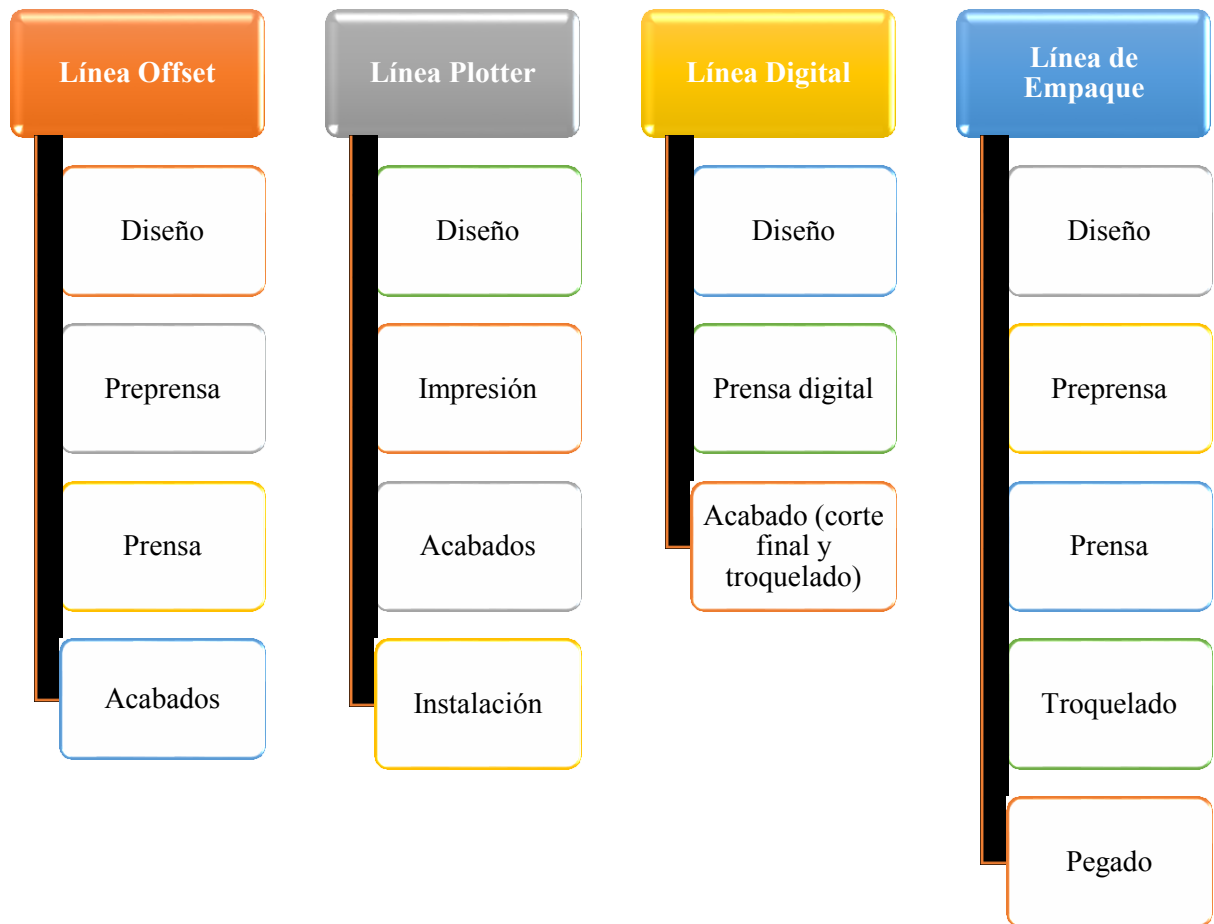 Línea Offset
Diseño
Preprensa
Prensa
Acabados
Línea Plotter
Diseño
Impresión
Acabados
Instalación
Línea Digital
Diseño
Prensa digital
Acabado (corte
final y
troquelado)
Línea de
Empaque
Diseño
Preprensa
Prensa
Troquelado
Pegado